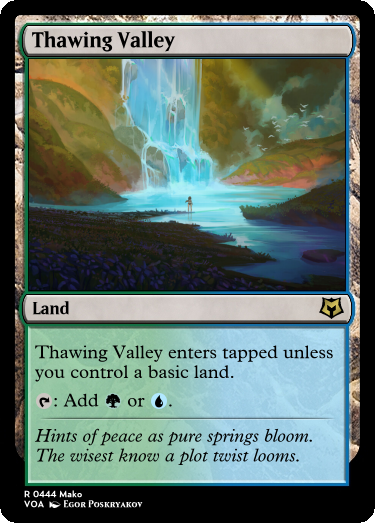 Thawing Valley
Land
Thawing Valley enters tapped unless
you control a basic land.
: Add or .
Hints of peace as pure springs bloom.
The wisest know a plot twist looms.
R 0444 Mako
VOA Egor Poskryakov